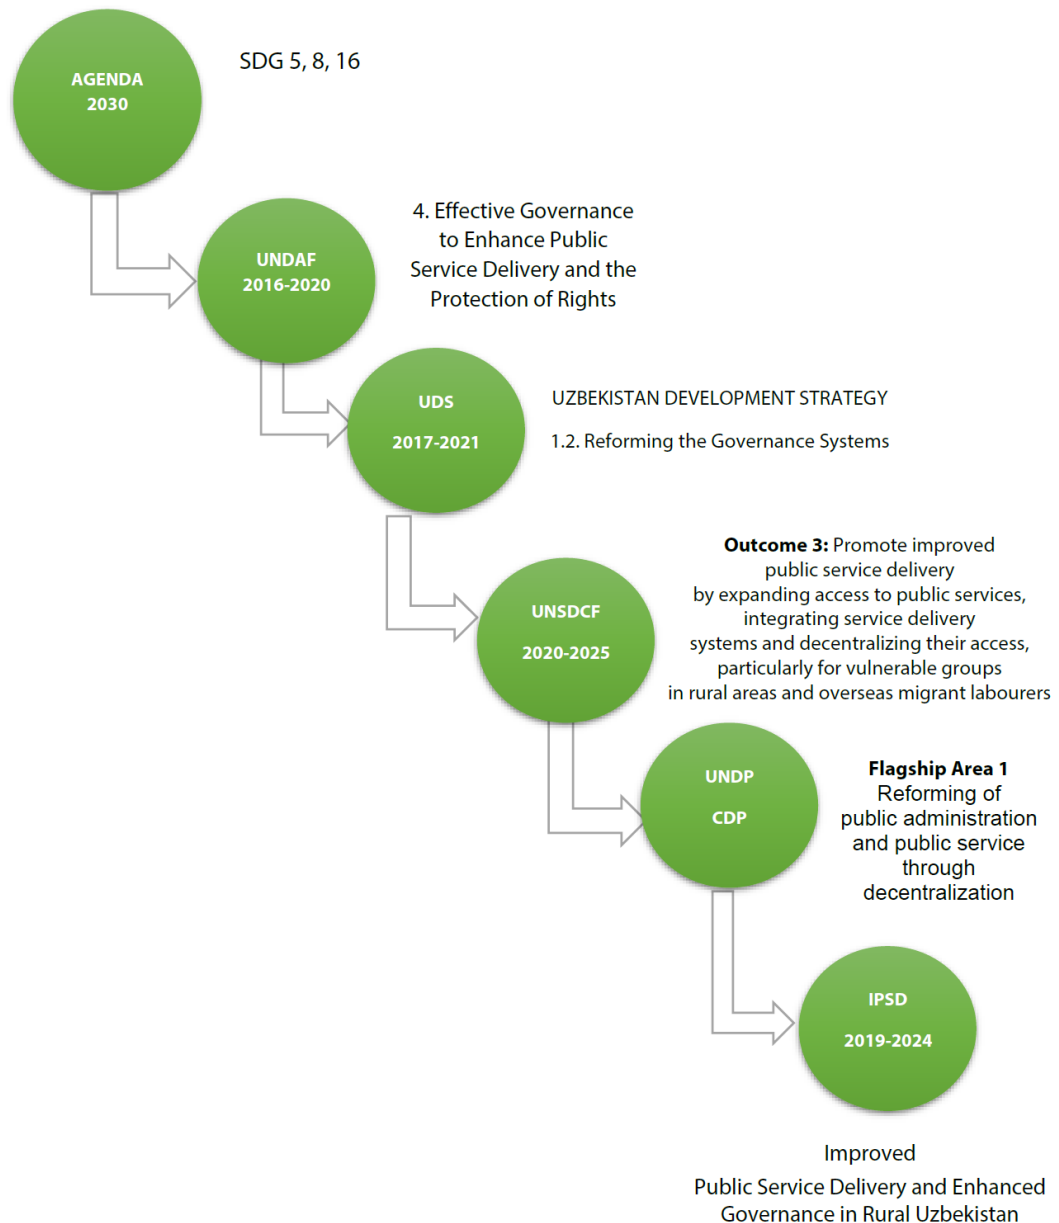 AGENDA
2030
SDG 5, 8, 16
UNDAF
2016-2020
4. Effective Governance
to Enhance Public
Service Delivery and the
Protection of Rights
UDS
2017-2021
UZBEKISTAN DEVELOPMENT STRATEGY
1.2. Reforming the Governance Systems
UNSDCF
2020-2025
Outcome 3: Promote improved
public service delivery
by expanding access to public services,
integrating service delivery
systems and decentralizing their access,
particularly for vulnerable groups
in rural areas and overseas migrant labourers
UNDP
CDP
Flagship Area 1
Reforming of
public administration
and public service
through
decentralization
IPSD
2019-2024
Improved
Public Service Delivery and Enhanced
Governance in Rural Uzbekistan